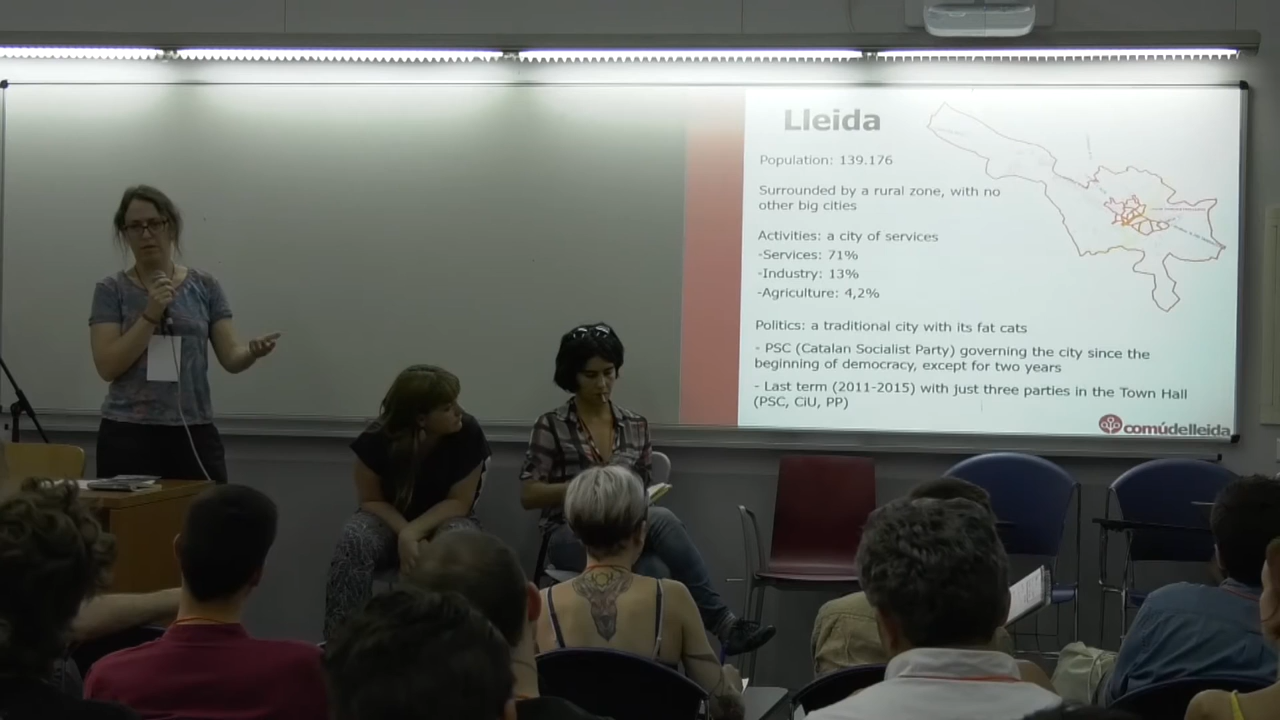 Lleida
Population: 139.176
Surrounded by a rural zone, with no
other big cities
Activities: a city of services
-Services: 71%
-Industry: 13%
-Agriculture: 4,2%
Politics: a traditional city with its fat cats
- PSC (Catalan Socialist Party) governing the city since the
beginning of democracy, except for two years
- Last term (2011-2015) with just three parties in the Town Hall
(PSC, CiU, PP)
comúdelleida